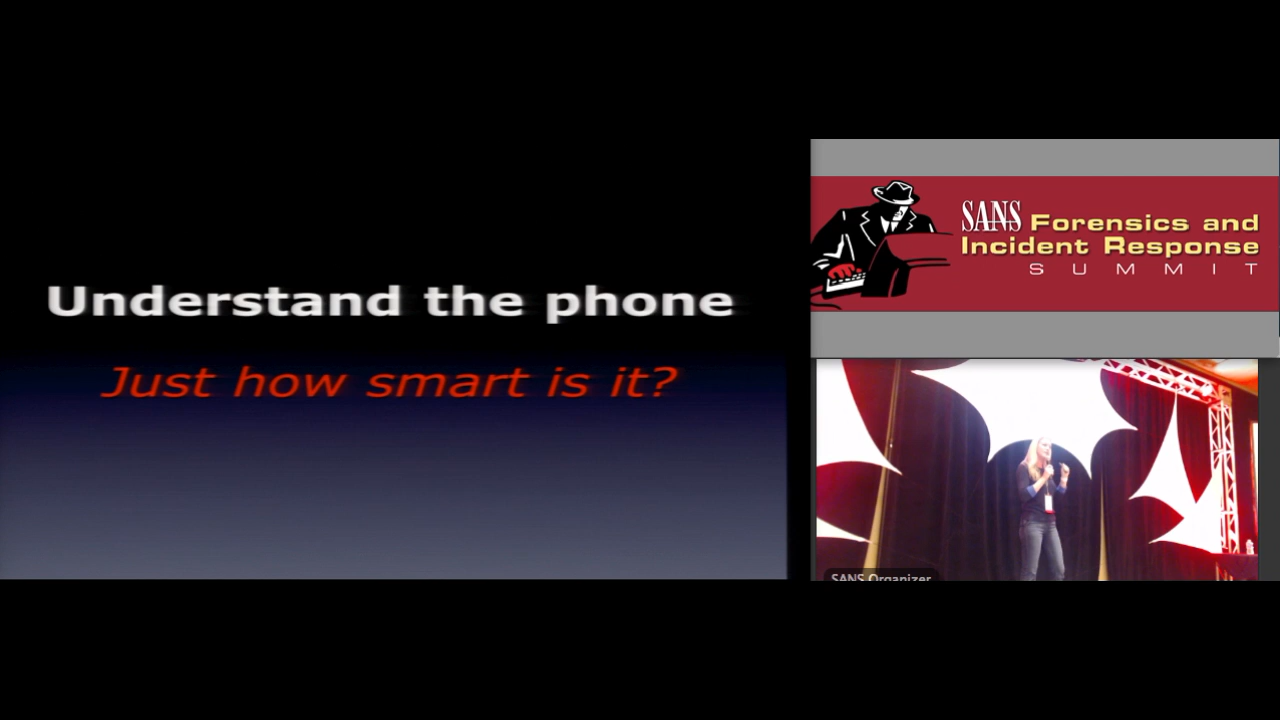 Understand the phone
Just how smart is it?
SANS Forensics and
Incident Response
SUMMIT
SANS Organizer